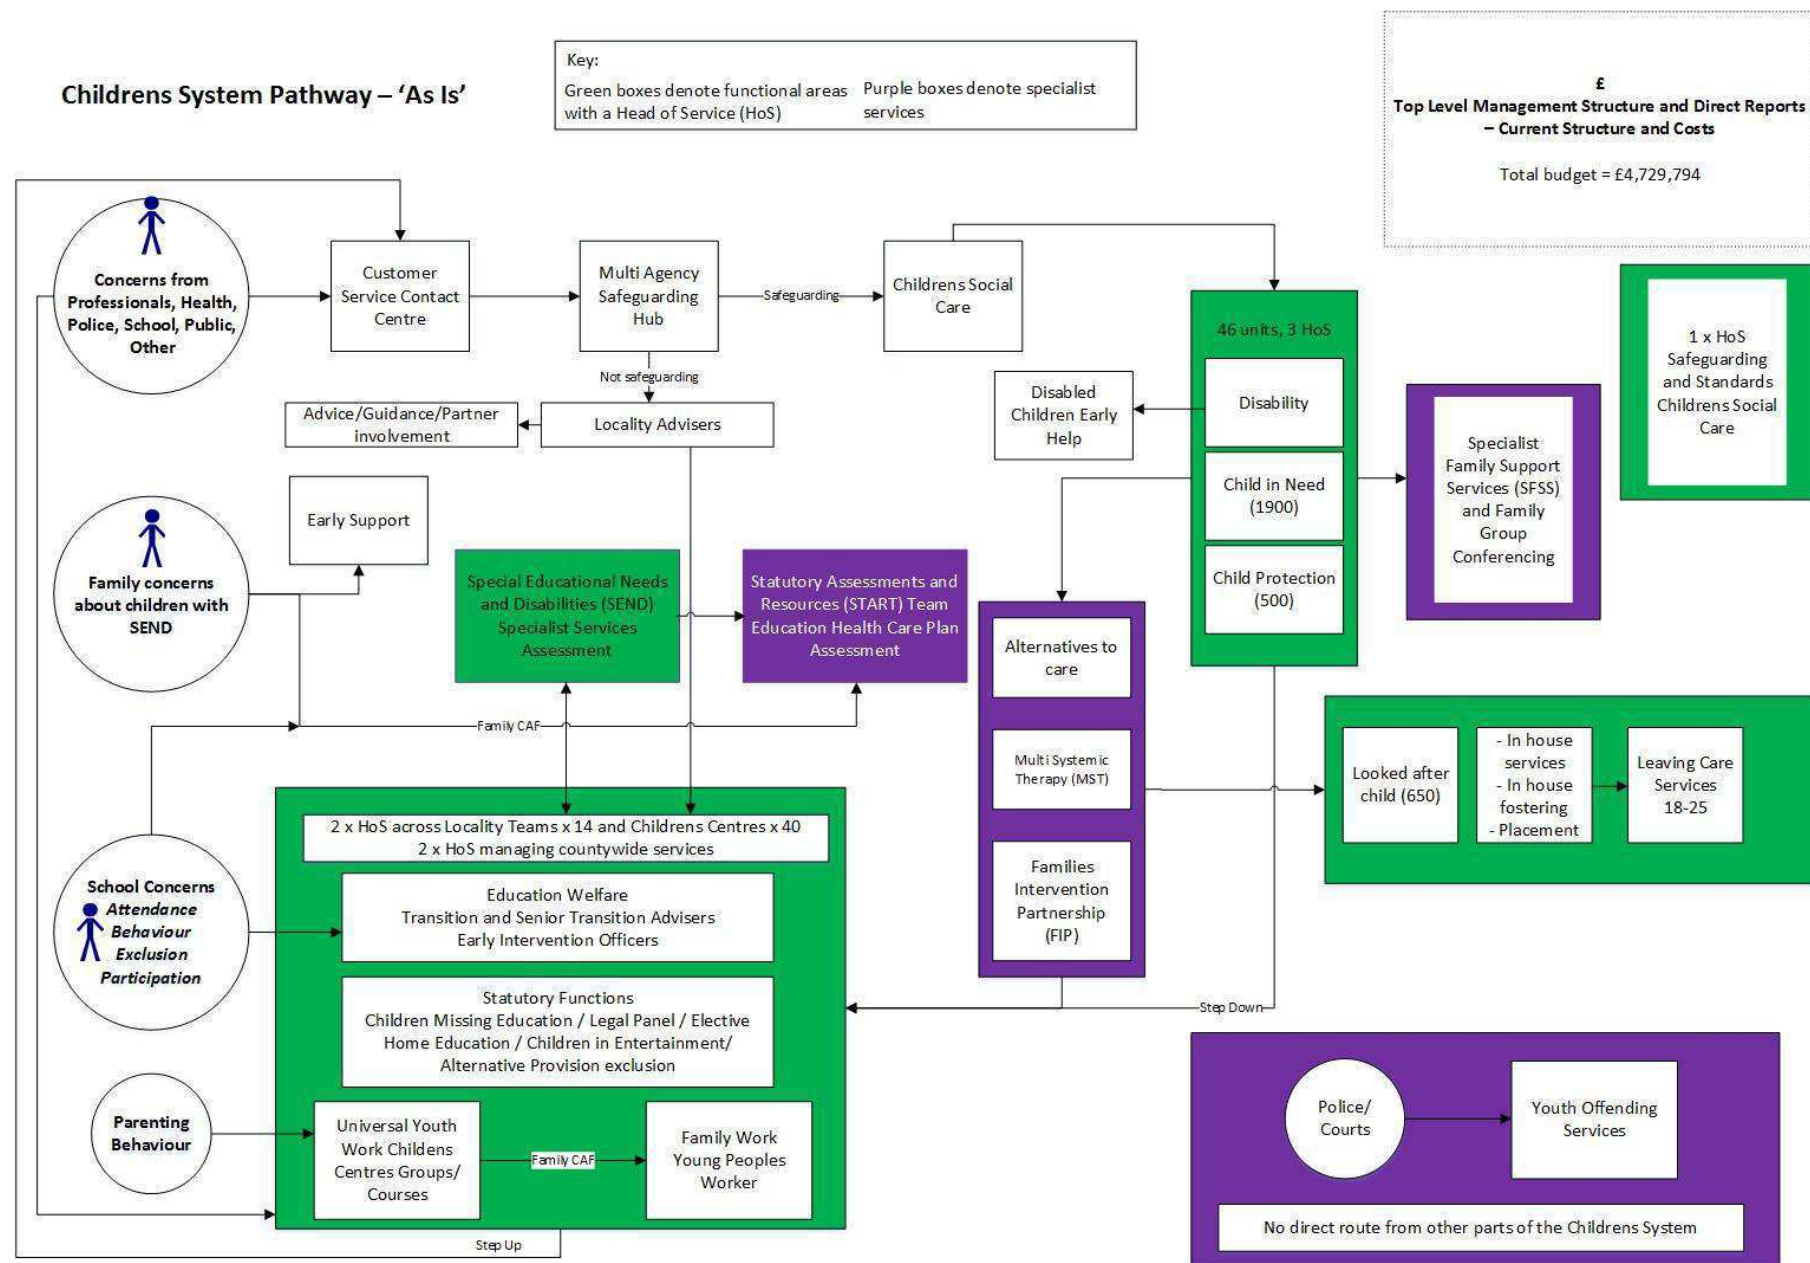 Childrens System Pathway – ‘As Is’
Key:
Green boxes denote functional areas
with a Head of Service (HoS)
Purple boxes denote specialist
services
£
Top Level Management Structure and Direct Reports
– Current Structure and Costs
Total budget = £4,729,794
Concerns from
Professionals, Health,
Police, School, Public,
Other
Customer
Service Contact
Centre
Multi Agency
Safeguarding
Hub
Safeguarding
Childrens Social
Care
Not safeguarding
Advice/Guidance/Partner
involvement
Locality Advisers
46 units, 3 HoS
Disability
Child in Need
(1900)
Child Protection
(500)
Disabled
Children Early
Help
1 x HoS
Safeguarding
and Standards
Childrens Social
Care
Specialist
Family Support
Services (SFSS)
and Family
Group
Conferencing
Family concerns
about children with
SEND
Early Support
Special Educational Needs
and Disabilities (SEND)
Specialist Services
Assessment
Statutory Assessments and
Resources (START) Team
Education Health Care Plan
Assessment
Family CAF
Alternatives to
care
Multi Systemic
Therapy (MST)
Families
Intervention
Partnership
(FIP)
Looked after
child (650)
- In house
services
- In house
fostering
- Placement
Leaving Care
Services
18-25
School Concerns
Attendance
Behaviour
Exclusion
Participation
2 x HoS across Locality Teams x 14 and Childrens Centres x 40
2 x HoS managing countywide services
Education Welfare
Transition and Senior Transition Advisers
Early Intervention Officers
Statutory Functions
Children Missing Education / Legal Panel / Elective
Home Education / Children in Entertainment/
Alternative Provision exclusion
Step Down
Parenting
Behaviour
Universal Youth
Work Childens
Centres Groups/
Courses
Family CAF
Family Work
Young Peoples
Worker
Step Up
Police/
Courts
Youth Offending
Services
No direct route from other parts of the Childrens System